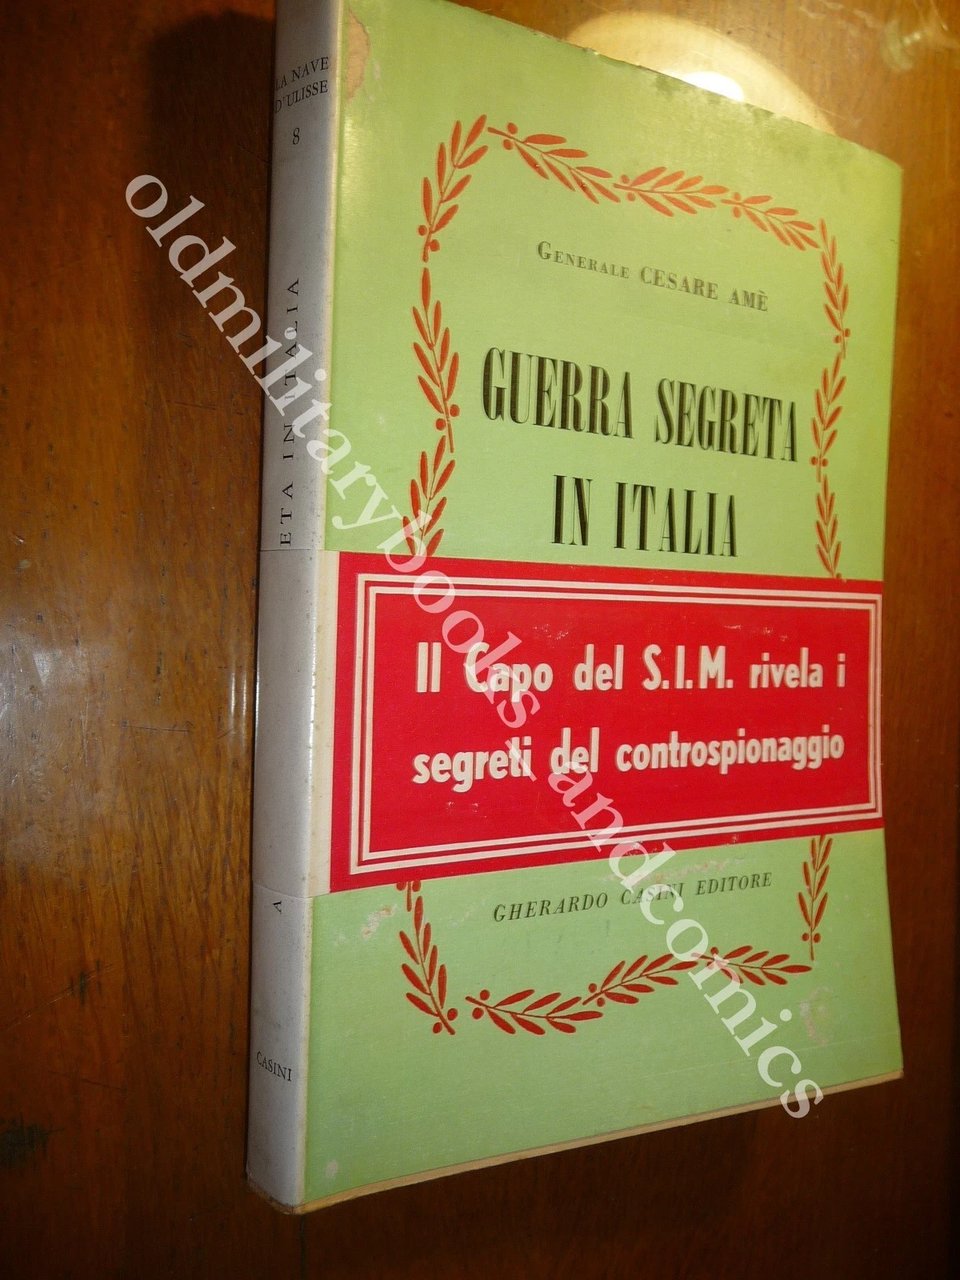 LA NAVE
D'ULISSE
8
ETA IN ITALIA
A
CASINI
GENERALE CESARE AMÈ
GUERRA SEGRETA
IN ITALIA
Il Capo del S.I.M. rivela i
segreti del controspionaggio
GHERARDO CASINI EDITORE
oldmilitarybooks_andcomics